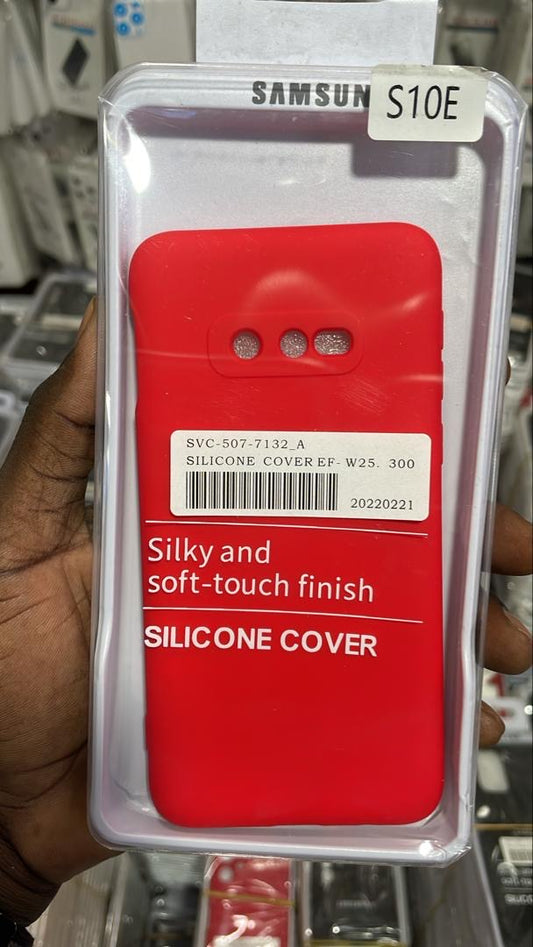 SAMSUN
S10E
SVC-507-7132_A
SILICONE COVER EF- W25. 300
20220221
Silky and
soft-touch finish
SILICONE COVER